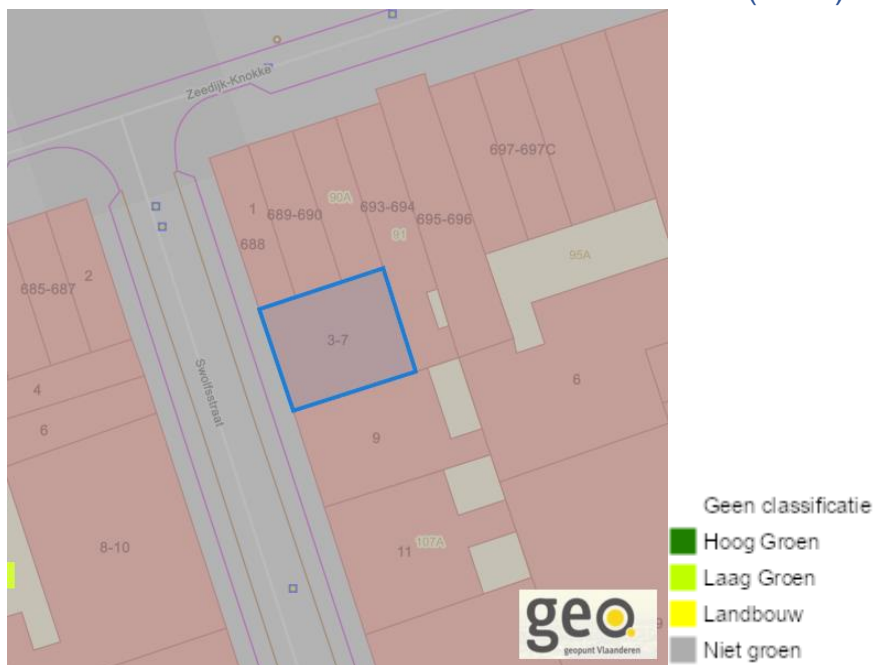 Zeedijk-Knokke
697-697C
90A
693-694
1
689-690
695-696
91
688
95A
2
685-687
3-7
Swolfsstraat
6
4
6
9
8-10
11
107A
9
geo.
geopunt Vlaanderen
Geen classificatie
Hoog Groen
Laag Groen
Landbouw
Niet groen